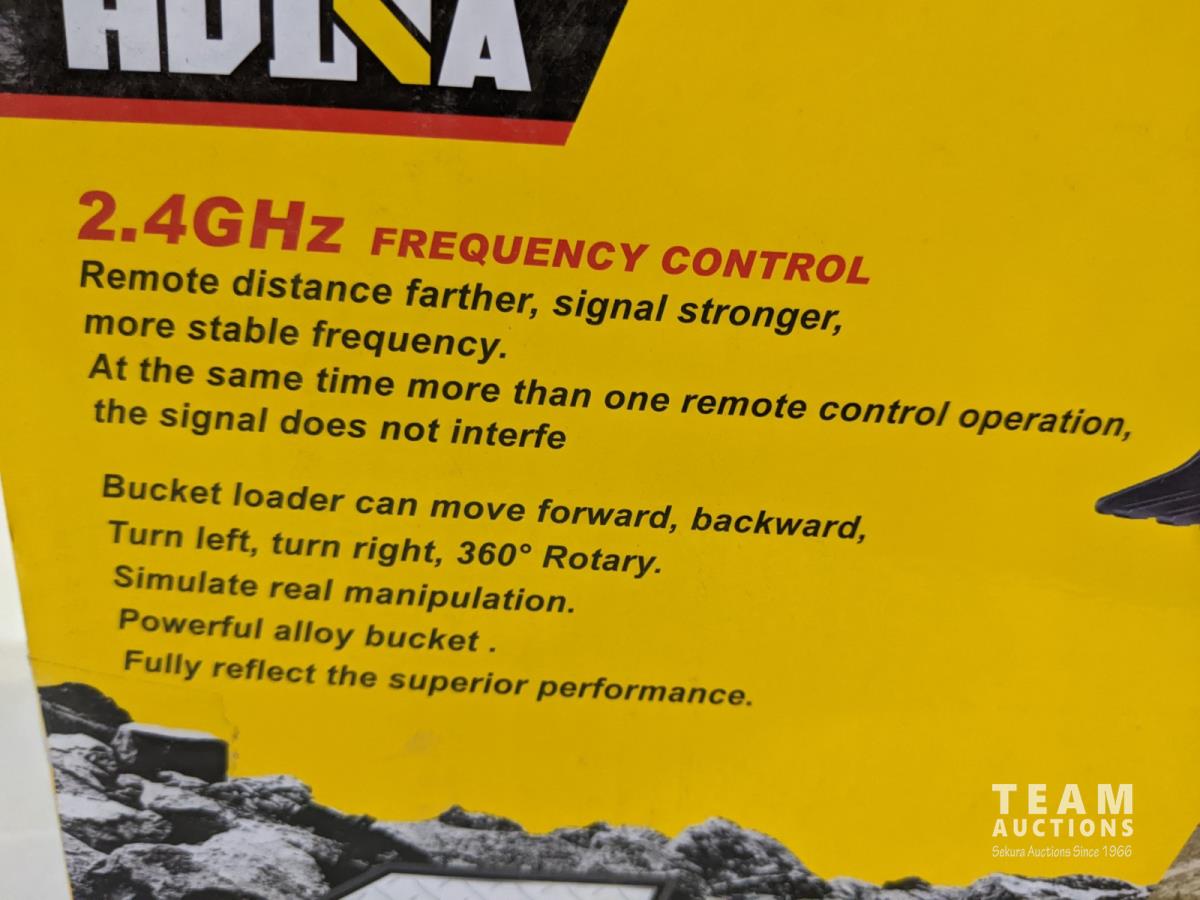 2.4GHz FREQUENCY CONTROL
Remote distance farther, signal stronger,
more stable frequency.
At the same time more than one remote control operation,
the signal does not interfe
Bucket loader can move forward, backward,
Turn left, turn right, 360° Rotary.
Simulate real manipulation.
Powerful alloy bucket .
Fully reflect the superior performance.
TEAM
AUCTIONS
Sekura Auctions Since 1966